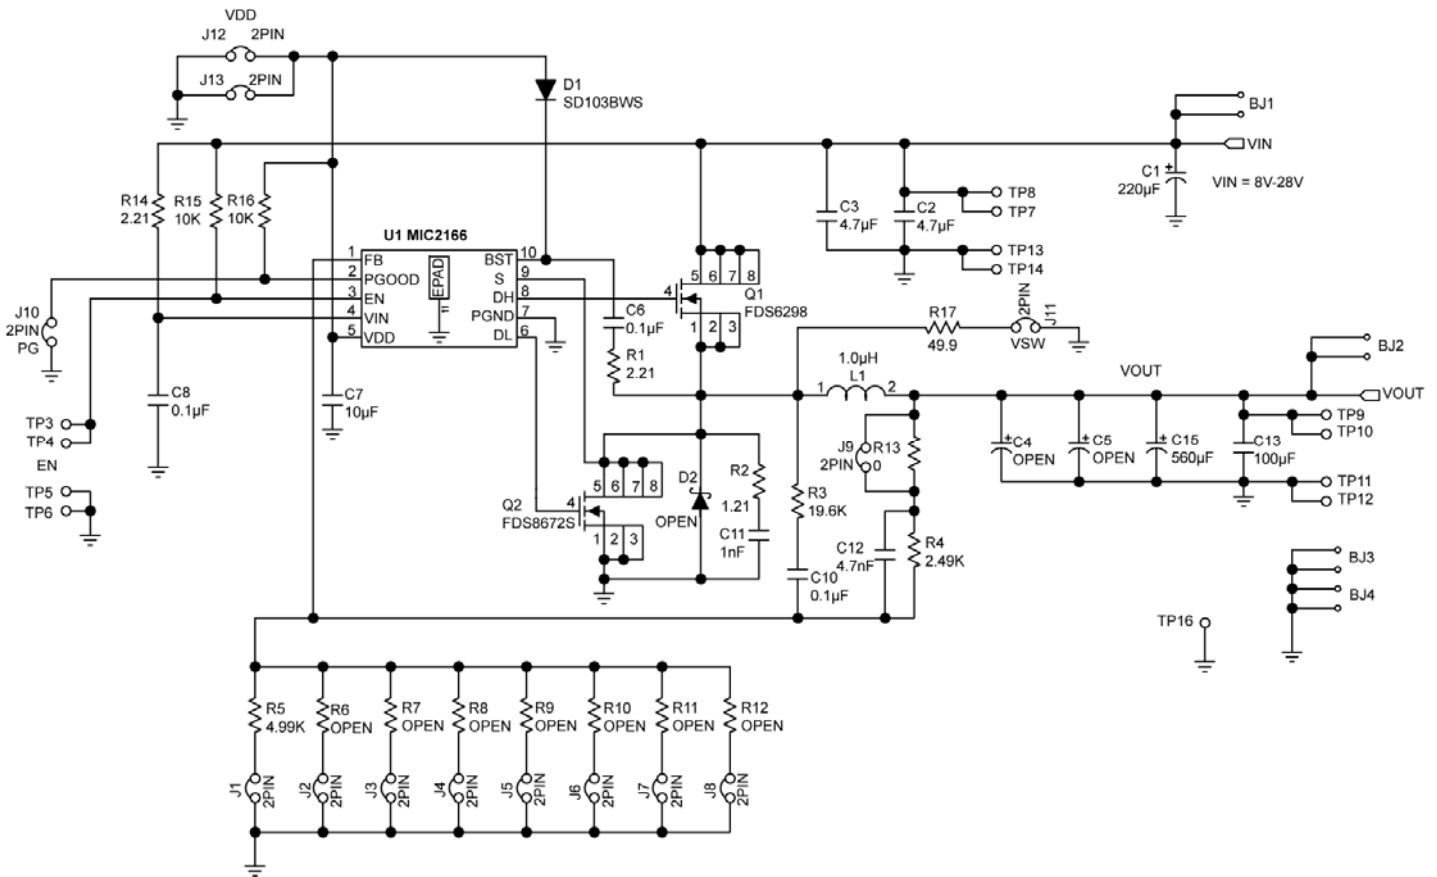 VDD
J12 2PIN
J13 2PIN
D1
SD103BWS
BJ1
VIN
C1
220µF
+
VIN = 8V-28V
R14
2.21
R15
10K
R16
10K
C3
4.7µF
C2
4.7µF
TP8
TP7
TP13
TP14
U1 MIC2166
1 FB
2 PGOOD
3 EN
4 VIN
5 VDD
EPAD
11
BST 10
S 9
DH 8
PGND 7
DL 6
5 6 7 8
4
1 2 3
Q1
FDS6298
J10
2PIN
PG
C6
0.1µF
R1
2.21
R17
49.9
2PIN
J11
VSW
BJ2
1.0µH
L1
1 2
VOUT
VOUT
C8
0.1µF
C7
10µF
TP3
TP4
EN
TP5
TP6
TP9
TP10
TP11
TP12
J9
2PIN
R13
0
+
C4
OPEN
+
C5
OPEN
+
C15
560µF
C13
100µF
5 6 7 8
4
1 2 3
Q2
FDS8672S
D2
OPEN
R2
1.21
C11
1nF
R3
19.6K
C10
0.1µF
C12
4.7nF
R4
2.49K
BJ3
BJ4
TP16
R5
4.99K
R6
OPEN
R7
OPEN
R8
OPEN
R9
OPEN
R10
OPEN
R11
OPEN
R12
OPEN
J1 2PIN
J2 2PIN
J3 2PIN
J4 2PIN
J5 2PIN
J6 2PIN
J7 2PIN
J8 2PIN